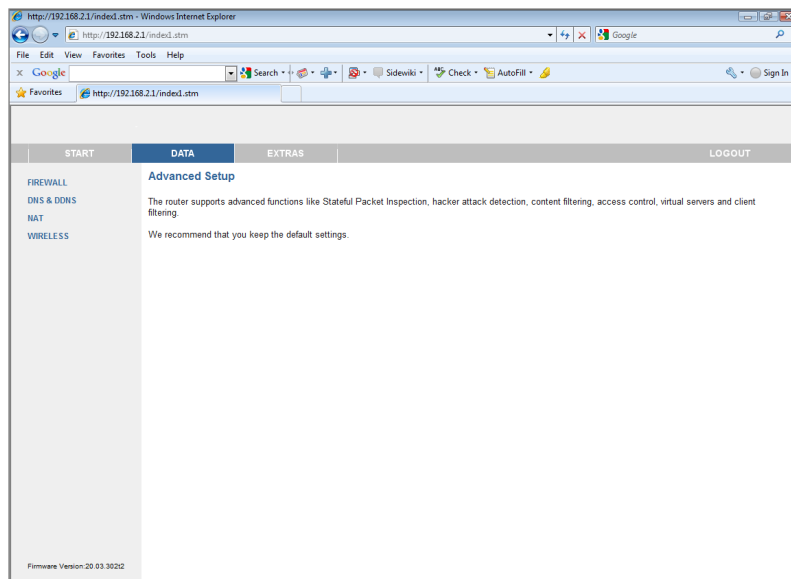 http://192.168.2.1/index1.stm - Windows Internet Explorer
http://192.168.2.1/index1.stm
Google
File Edit View Favorites Tools Help
x Google Search Sidewiki Check AutoFill Sign In
Favorites http://192.168.2.1/index1.stm
START DATA EXTRAS LOGOUT
FIREWALL
DNS & DDNS
NAT
WIRELESS
Advanced Setup
The router supports advanced functions like Stateful Packet Inspection, hacker attack detection, content filtering, access control, virtual servers and client
filtering.
We recommend that you keep the default settings.
Firmware Version:20.03.302t2